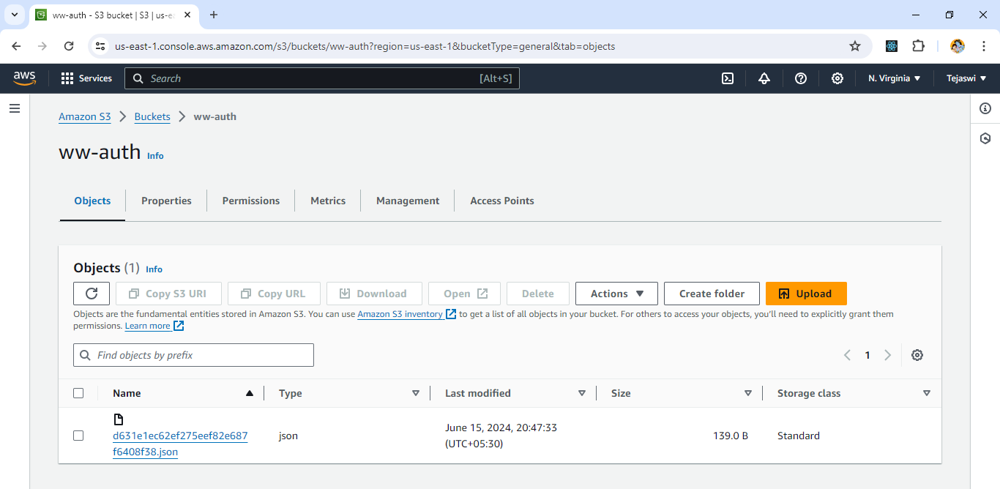 ww-auth - S3 bucket | S3 | us-ea
us-east-1.console.aws.amazon.com/s3/buckets/ww-auth?region=us-east-1&bucketType=general&tab=objects
aws Services Search [Alt+S] N. Virginia Tejaswi
Amazon S3 Buckets ww-auth
ww-auth Info
Objects Properties Permissions Metrics Management Access Points
Objects (1) Info
Copy S3 URI Copy URL Download Open Delete Actions Create folder Upload
Objects are the fundamental entities stored in Amazon S3. You can use Amazon S3 inventory to get a list of all objects in your bucket. For others to access your objects, you'll need to explicitly grant them
permissions. Learn more
Find objects by prefix 1
Name Type Last modified Size Storage class
d631e1ec62ef275eef82e687 json June 15, 2024, 20:47:33 139.0 B Standard
f6408f38.json (UTC+05:30)